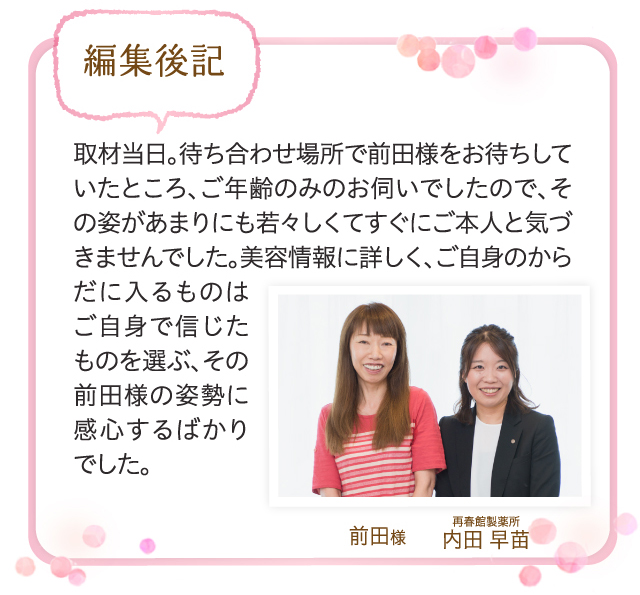 編集後記
取材当日。待ち合わせ場所で前田様をお待ちして
いたところ、ご年齢のみのお伺いでしたので、そ
の姿があまりにも若々しくてすぐにご本人と気づ
きませんでした。美容情報に詳しく、ご自身のから
だに入るものは
ご自身で信じた
ものを選ぶ、その
前田様の姿勢に
感心するばかり
でした。
前田様
再春館製薬所
内田 早苗